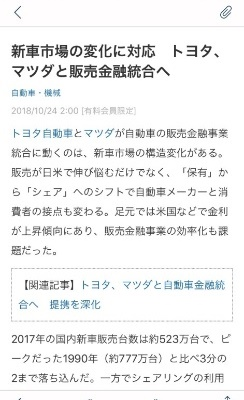 新車市場の変化に対応　トヨタ、
マツダと販売金融統合へ
自動車・機械
2018/10/24 2:00 [有料会員限定]
トヨタ自動車とマツダが自動車の販売金融事業
統合に動くのは、新車市場の構造変化がある。
販売が日米で伸び悩むだけでなく、「保有」か
ら「シェア」へのシフトで自動車メーカーと消
費者の接点も変わる。足元では米国などで金利
が上昇傾向にあり、販売金融事業の効率化も課
題だった。
【関連記事】トヨタ、マツダと自動車金融統
合へ　提携を深化
2017年の国内新車販売台数は約523万台で、ピ
ークだった1990年（約777万台）と比べ3分の
2まで落ち込んだ。一方でシェアリングの利用